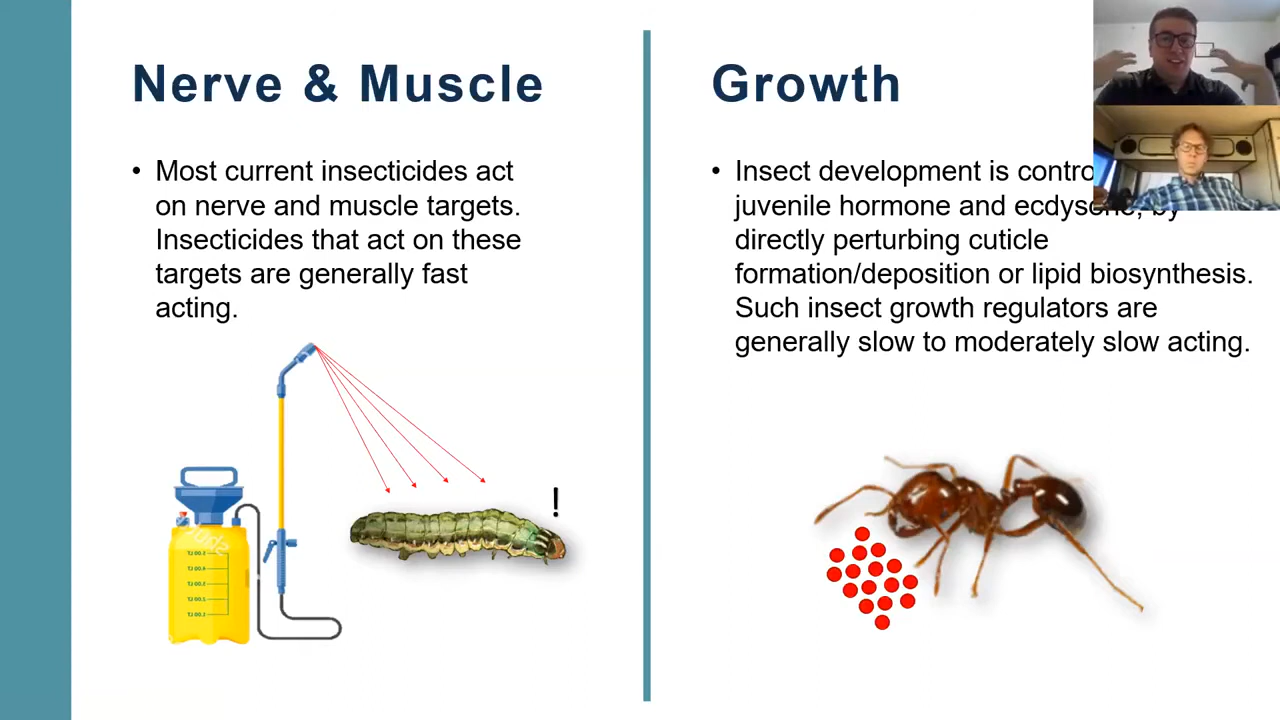 Nerve & Muscle
• Most current insecticides act
on nerve and muscle targets.
Insecticides that act on these
targets are generally fast
acting.
!
Growth
• Insect development is contro
juvenile hormone and ecdysone, by
directly perturbing cuticle
formation/deposition or lipid biosynthesis.
Such insect growth regulators are
generally slow to moderately slow acting.